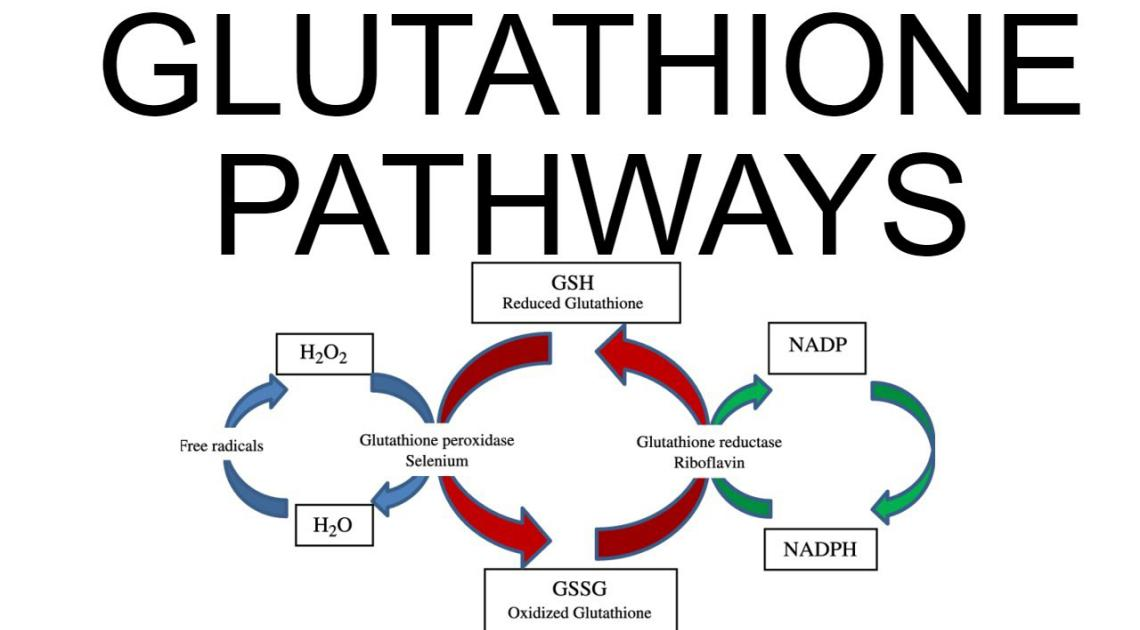 GLUTATHIONE
PATHWAYS
GSH
Reduced Glutathione
H₂O₂
NADP
Free radicals
Glutathione peroxidase
Selenium
Glutathione reductase
Riboflavin
H₂O
NADPH
GSSG
Oxidized Glutathione